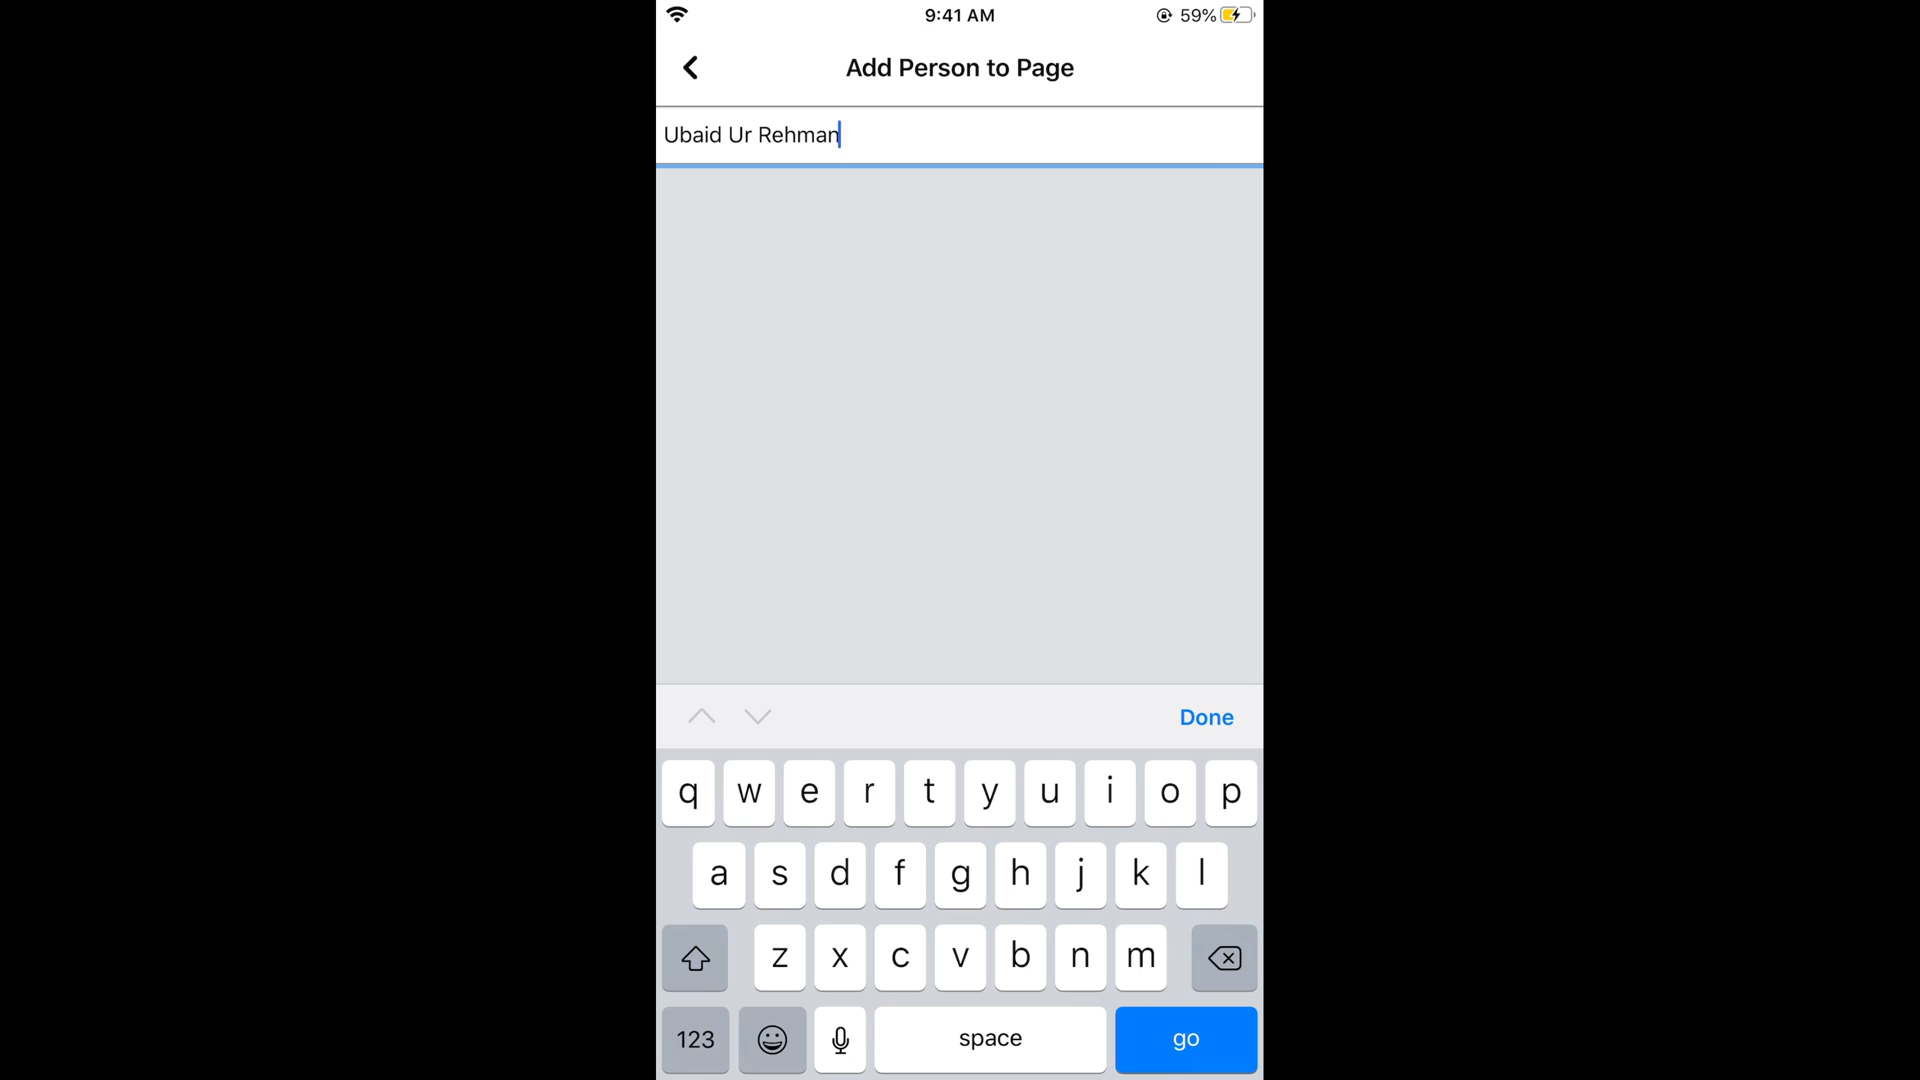 9:41 AM 59%
Add Person to Page
Ubaid Ur Rehman
Done
q w e r t y u i o p
a s d f g h j k l
z x c v b n m
123 space go